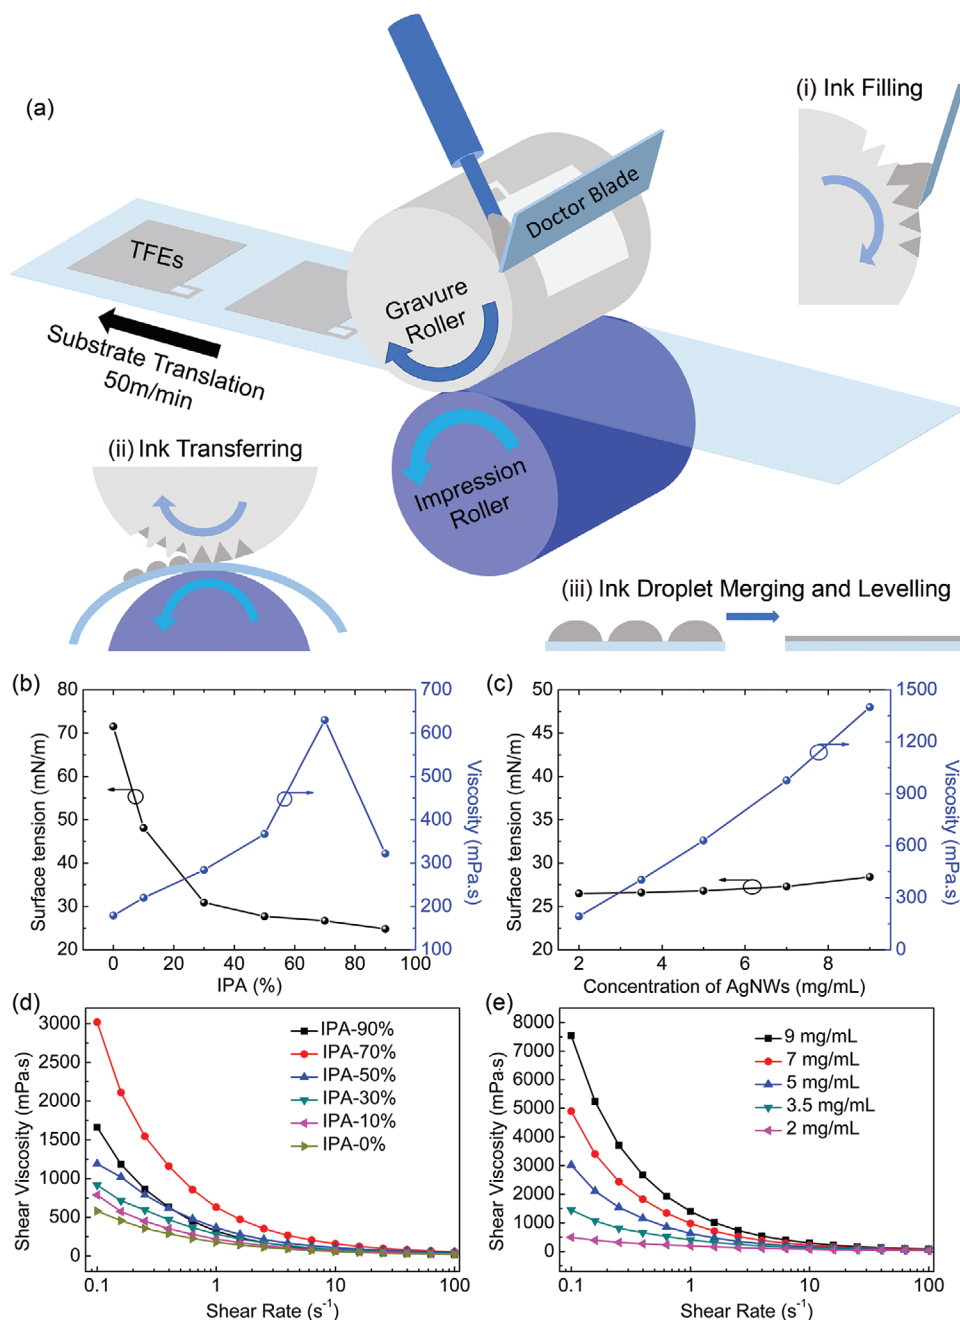 (a)
(i) Ink Filling
Doctor Blade
TFEs
Gravure
Roller
Substrate Translation
50m/min
(ii) Ink Transferring
Impression
Roller
(iii) Ink Droplet Merging and Levelling
(b)
80
70
60
50
40
30
20
Surface tension (mN/m)
0 20 40 60 80 100
IPA (%)
700
600
500
400
300
200
100
Viscosity (mPa.s)
(c)
50
45
40
35
30
25
20
Surface tension (mN/m)
2 4 6 8
Concentration of AgNWs (mg/mL)
1500
1200
900
600
300
0
Viscosity (mPa.s)
(d)
3000
2500
2000
1500
1000
500
0
Shear Viscosity (mPa·s)
IPA-90%
IPA-70%
IPA-50%
IPA-30%
IPA-10%
IPA-0%
0.1 1 10 100
Shear Rate (s⁻¹)
(e)
8000
7000
6000
5000
4000
3000
2000
1000
0
Shear Viscosity (mPa·s)
9 mg/mL
7 mg/mL
5 mg/mL
3.5 mg/mL
2 mg/mL
0.1 1 10 100
Shear Rate (s⁻¹)